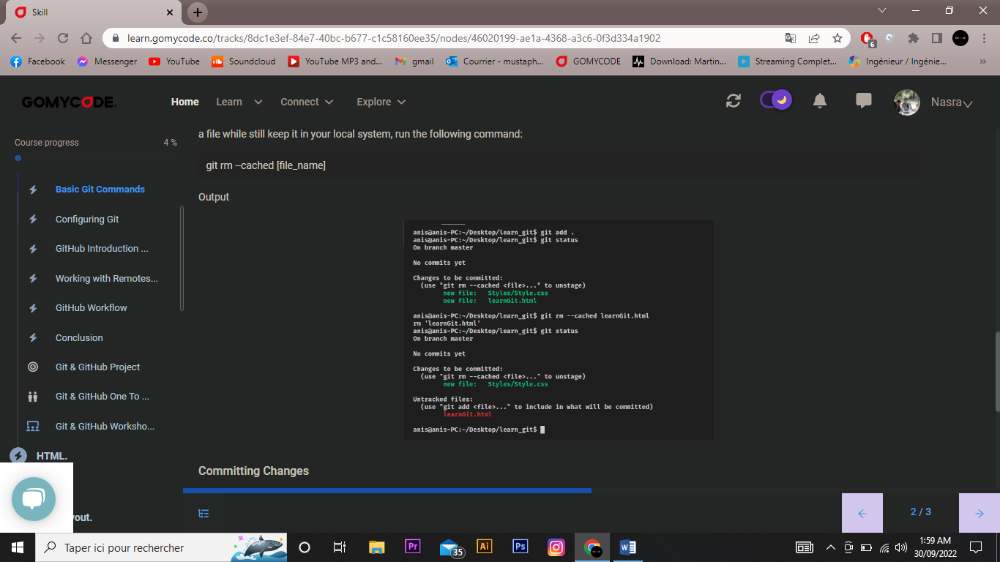 Skill
learn.gomycode.co/tracks/8dc1e3ef-84e7-40bc-b677-c1c58160ee35/nodes/46020199-ae1a-4368-a3c6-0f3d334a1902
6
Facebook Messenger YouTube Soundcloud YouTube MP3 and... gmail Courrier - mustaph... GOMYCODE Download: Martin... Streaming Complet... Ingénieur / Ingénie... »
GOMYCODE Home Learn Connect Explore Nasra
Course progress 4 %
Basic Git Commands
Configuring Git
GitHub Introduction ...
Working with Remotes...
GitHub Workflow
Conclusion
Git & GitHub Project
Git & GitHub One To ...
Git & GitHub Worksho...
HTML.
yout.
a file while still keep it in your local system, run the following command:
git rm –cached [file_name]
Output
anis@anis-PC:~/Desktop/learn_git$ git add .
anis@anis-PC:~/Desktop/learn_git$ git status
On branch master
No commits yet
Changes to be committed:
(use "git rm --cached <file>..." to unstage)
new file: Styles/Style.css
new file: learnGit.html
anis@anis-PC:~/Desktop/learn_git$ git rm --cached learnGit.html
rm 'learnGit.html'
anis@anis-PC:~/Desktop/learn_git$ git status
On branch master
No commits yet
Changes to be committed:
(use "git rm --cached <file>..." to unstage)
new file: Styles/Style.css
Untracked files:
(use "git add <file>..." to include in what will be committed)
learnGit.html
anis@anis-PC:~/Desktop/learn_git$
Committing Changes
2 / 3
Taper ici pour rechercher
Pr
35
Ai
Ps
1:59 AM
30/09/2022